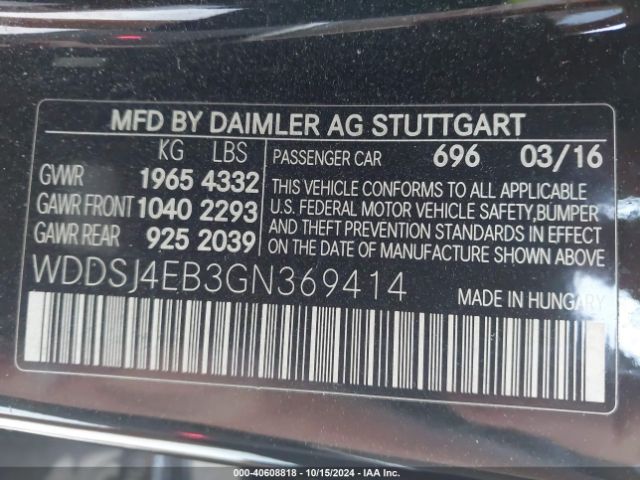 MFD BY DAIMLER AG STUTTGART
KG LBS
GVWR 1965 4332
GAWR FRONT 1040 2293
GAWR REAR 925 2039
PASSENGER CAR 696 03/16
THIS VEHICLE CONFORMS TO ALL APPLICABLE
U.S. FEDERAL MOTOR VEHICLE SAFETY,BUMPER
AND THEFT PREVENTION STANDARDS IN EFFECT
ON THE DATE OF MANUFACTURE SHOWN ABOVE
WDDSJ4EB3GN369414
MADE IN HUNGARY
000-40608818 - 10/15/2024 - IAA Inc.